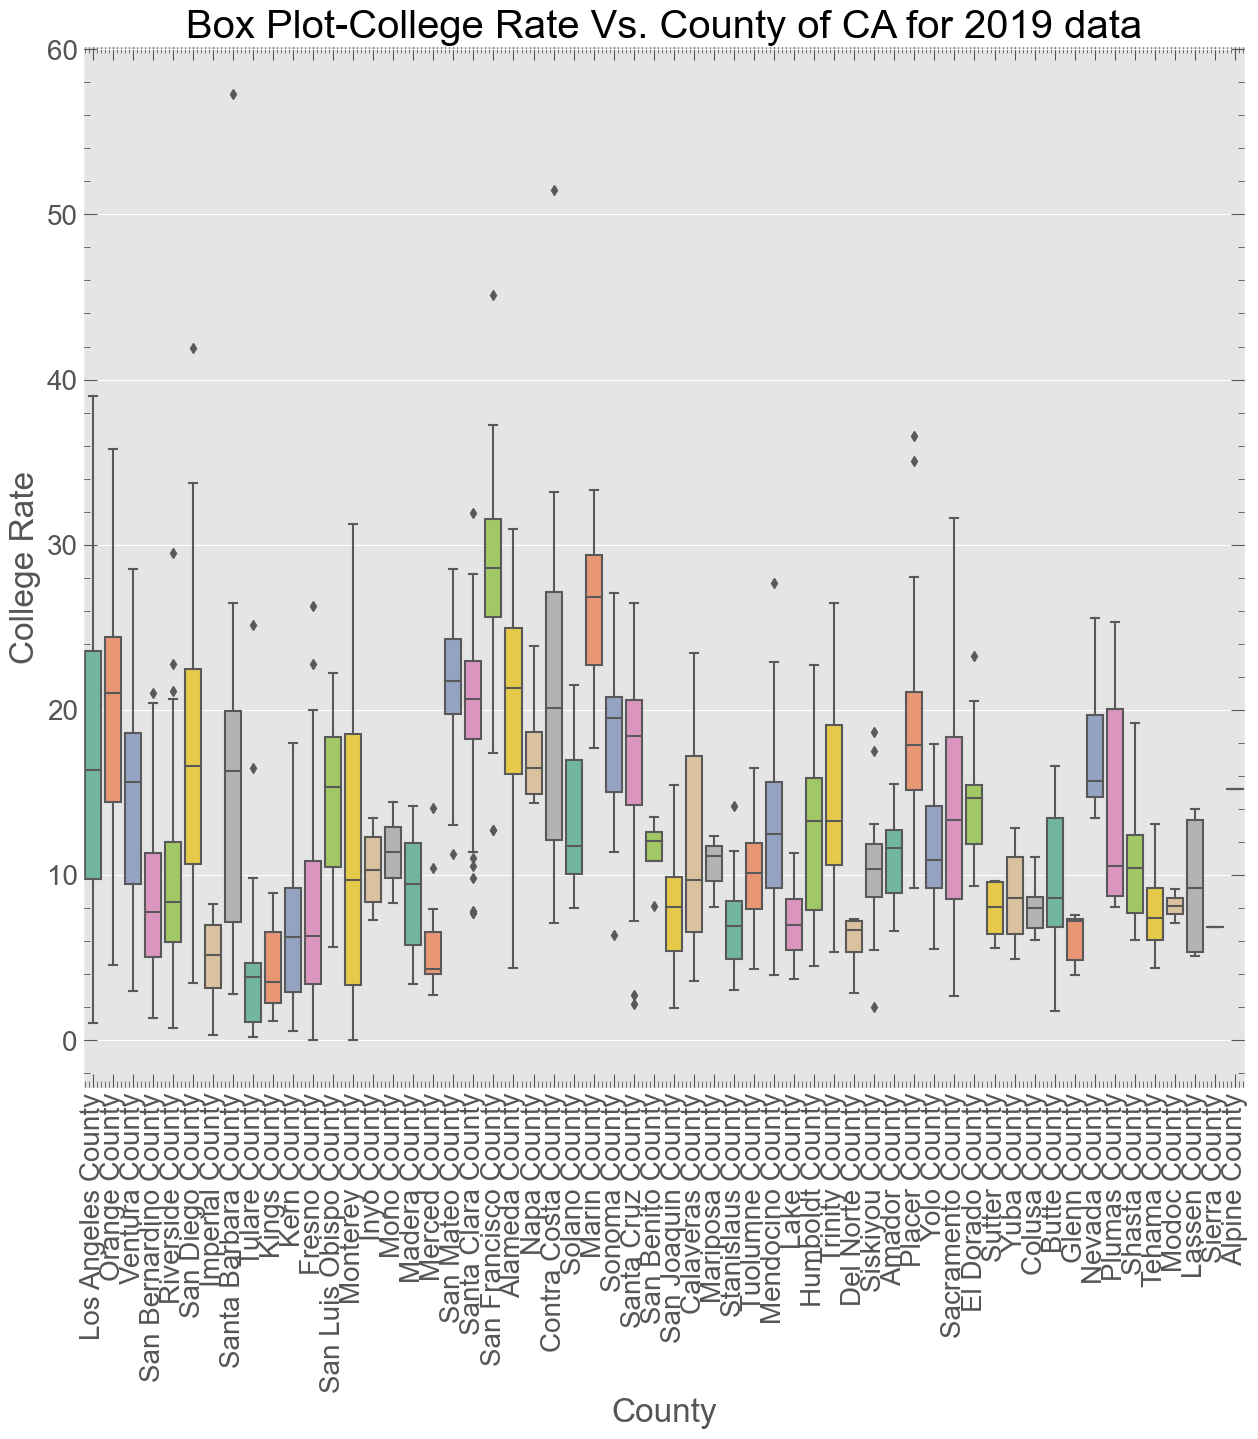 Box Plot-College Rate Vs. County of CA for 2019 data
60
50
40
30
20
10
0
College Rate
Los Angeles County
Orange County
Ventura County
San Bernardino County
Riverside County
San Diego County
Imperial County
Santa Barbara County
Tulare County
Kings County
Kern County
Fresno County
San Luis Obispo County
Monterey County
Inyo County
Mono County
Madera County
Merced County
San Mateo County
Santa Clara County
San Francisco County
Alameda County
Napa County
Contra Costa County
Solano County
Marin County
Sonoma County
Santa Cruz County
San Benito County
San Joaquin County
Calaveras County
Mariposa County
Stanislaus County
Tuolumne County
Mendocino County
Lake County
Humboldt County
Trinity County
Del Norte County
Siskiyou County
Amador County
Placer County
Yolo County
Sacramento County
El Dorado County
Sutter County
Yuba County
Colusa County
Butte County
Glenn County
Nevada County
Plumas County
Shasta County
Tehama County
Modoc County
Lassen County
Sierra County
Alpine County
County